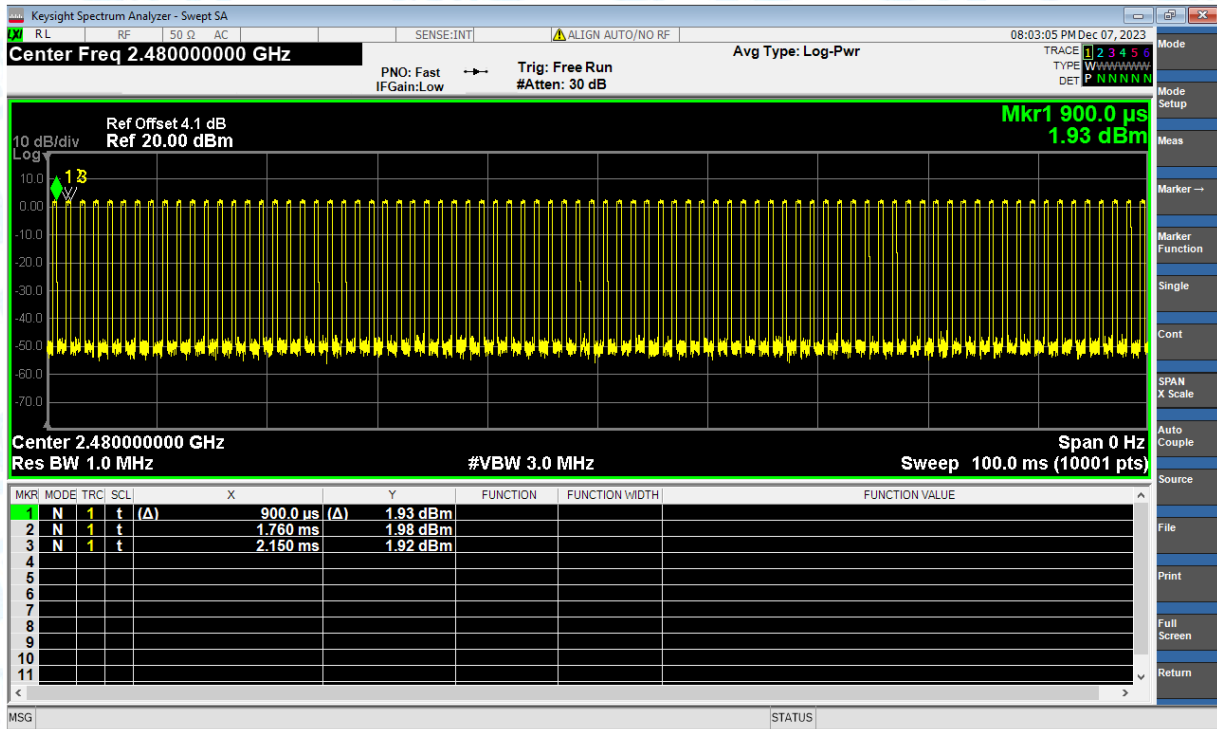 Keysight Spectrum Analyzer - Swept SA
LXI RL RF 50 Ω AC SENSE:INT ALIGN AUTO/NO RF 08:03:05 PM Dec 07, 2023
Center Freq 2.480000000 GHz
Avg Type: Log-Pwr
TRACE 1 2 3 4 5 6
PNO: Fast Trig: Free Run
TYPE WWWWWWW
IFGain:Low #Atten: 30 dB
DET P NNNNN
Mkr1 900.0 µs
Ref Offset 4.1 dB
1.93 dBm
10 dB/div Ref 20.00 dBm
Log
10.0
0.00
-10.0
-20.0
-30.0
-40.0
-50.0
-60.0
-70.0
1
3
Center 2.480000000 GHz Span 0 Hz
Res BW 1.0 MHz #VBW 3.0 MHz Sweep 100.0 ms (10001 pts)
MKR MODE TRC SCL X Y FUNCTION FUNCTION WIDTH FUNCTION VALUE
1 N 1 t (Δ) 900.0 µs (Δ) 1.93 dBm
2 N 1 t 1.760 ms 1.98 dBm
3 N 1 t 2.150 ms 1.92 dBm
4
5
6
7
8
9
10
11
MSG STATUS
Mode
Mode
Setup
Meas
Marker →
Marker
Function
Single
Cont
SPAN
X Scale
Auto
Couple
Source
File
Print
Full
Screen
Return